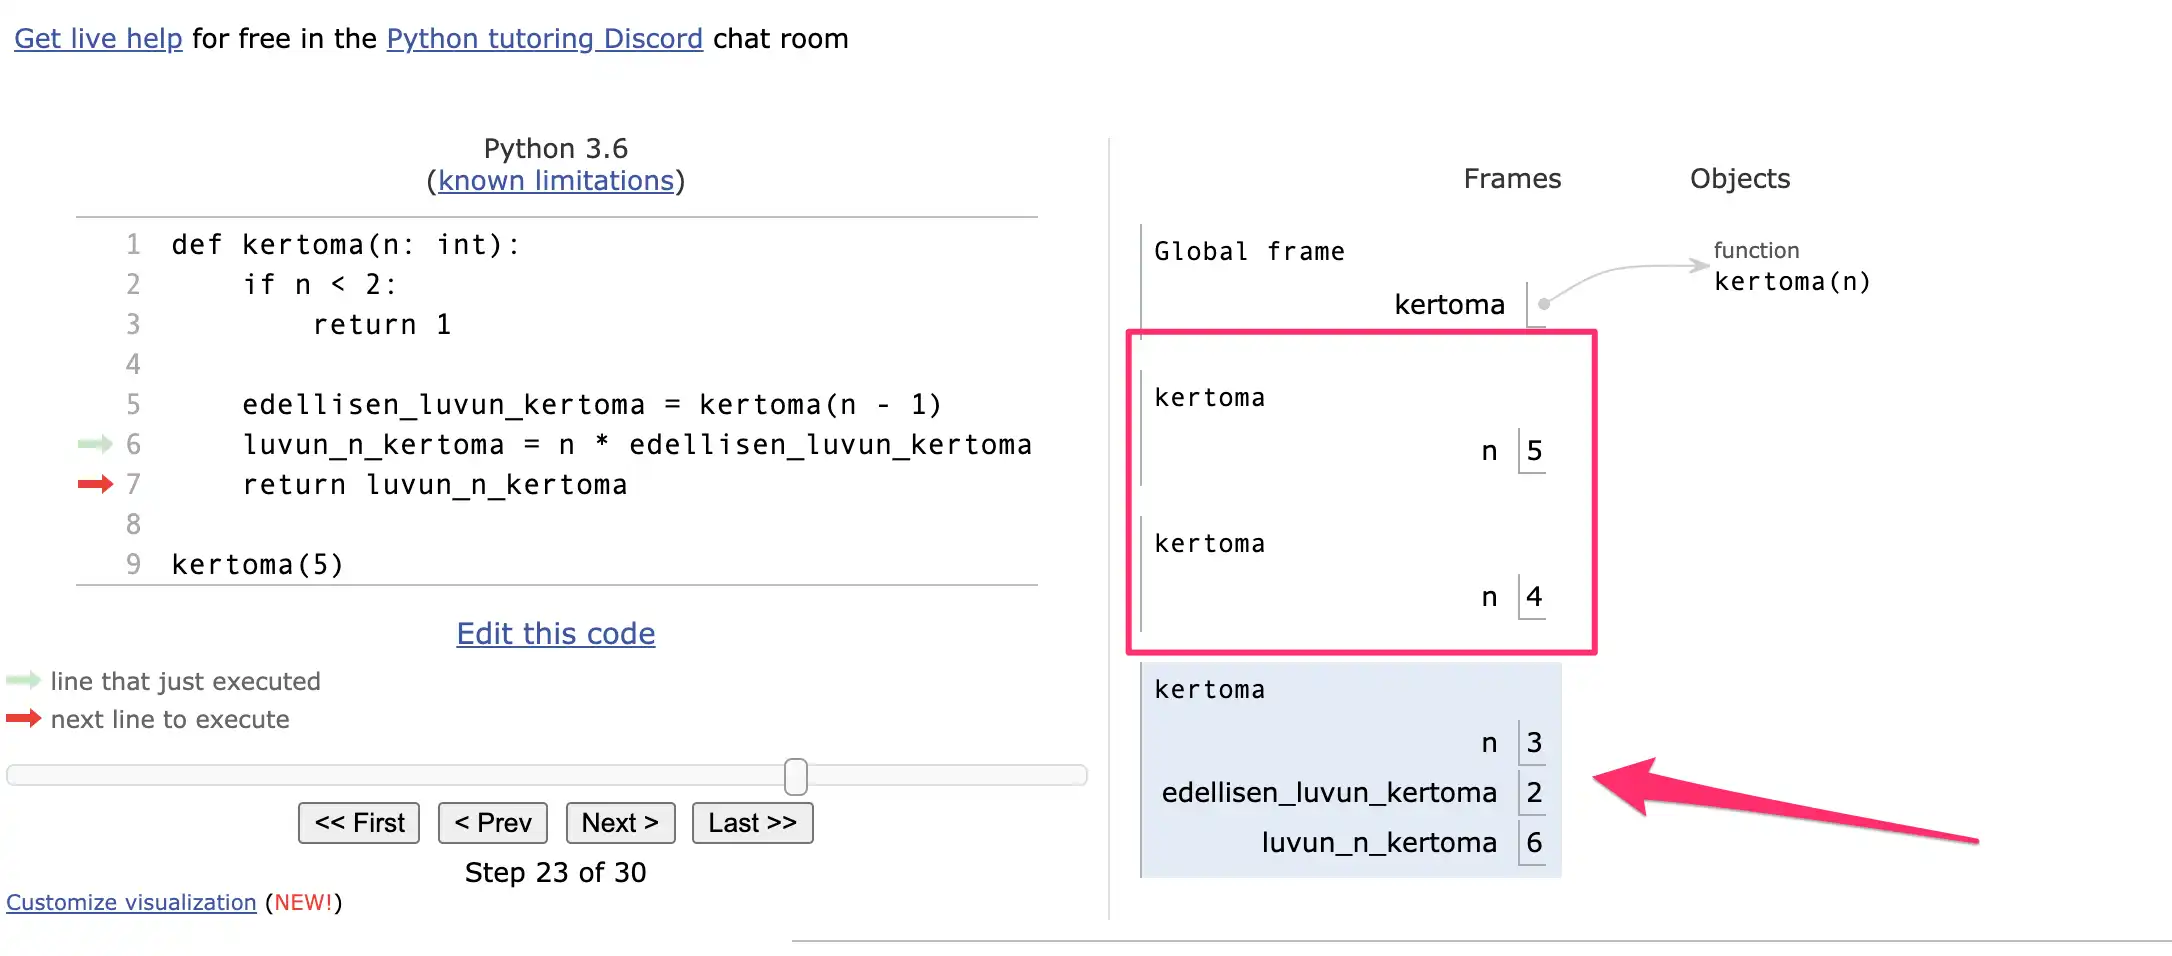 Get live help for free in the Python tutoring Discord chat room
Python 3.6
(known limitations)
1 def kertoma(n: int):
2 if n < 2:
3 return 1
4
5 edellisen_luvun_kertoma = kertoma(n - 1)
6 luvun_n_kertoma = n * edellisen_luvun_kertoma
7 return luvun_n_kertoma
8
9 kertoma(5)
Edit this code
line that just executed
next line to execute
<< First < Prev Next > Last >>
Step 23 of 30
Customize visualization (NEW!)
Frames Objects
Global frame
kertoma
function
kertoma(n)
kertoma
n 5
kertoma
n 4
kertoma
n 3
edellisen_luvun_kertoma 2
luvun_n_kertoma 6